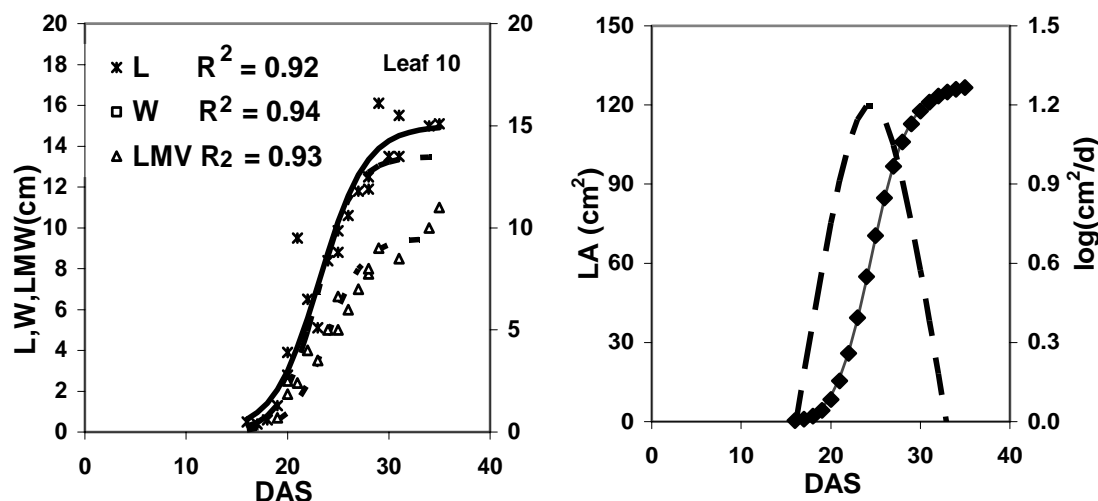 20
18
16
14
12
10
8
6
4
2
0
L,W,LMW(cm)
L R2 = 0.92
W R2 = 0.94
LMV R2 = 0.93
Leaf 10
20
15
10
5
0
0 10 20 30 40
DAS
150
120
90
60
30
0
LA (cm2)
1.5
1.2
0.9
0.6
0.3
0.0
log(cm2/d)
0 10 20 30 40
DAS